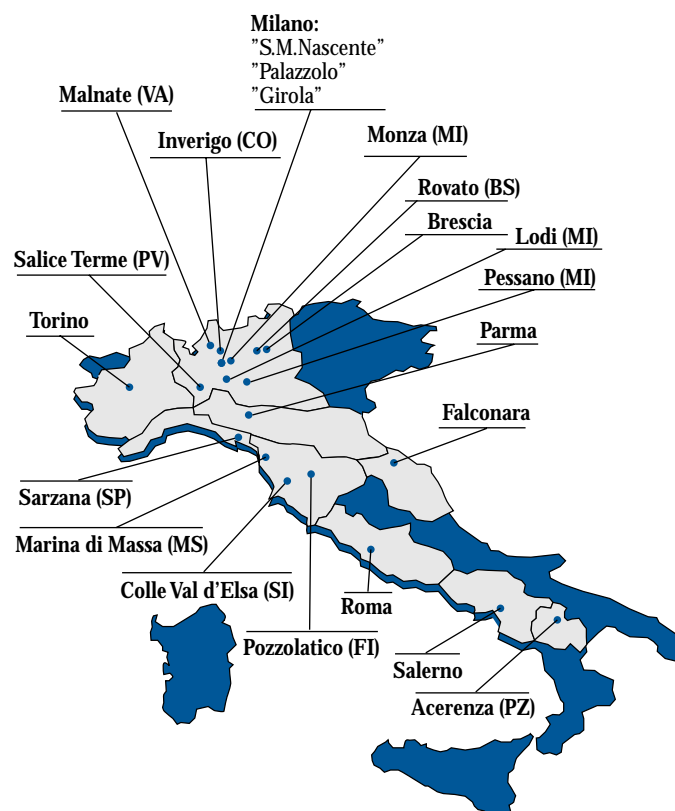 Milano:
"S.M.Nascente"
"Palazzolo"
"Girola"
Malnate (VA)
Inverigo (CO)
Monza (MI)
Rovato (BS)
Brescia
Lodi (MI)
Salice Terme (PV)
Pessano (MI)
Torino
Parma
Falconara
Sarzana (SP)
Marina di Massa (MS)
Colle Val d'Elsa (SI)
Roma
Pozzolatico (FI)
Salerno
Acerenza (PZ)